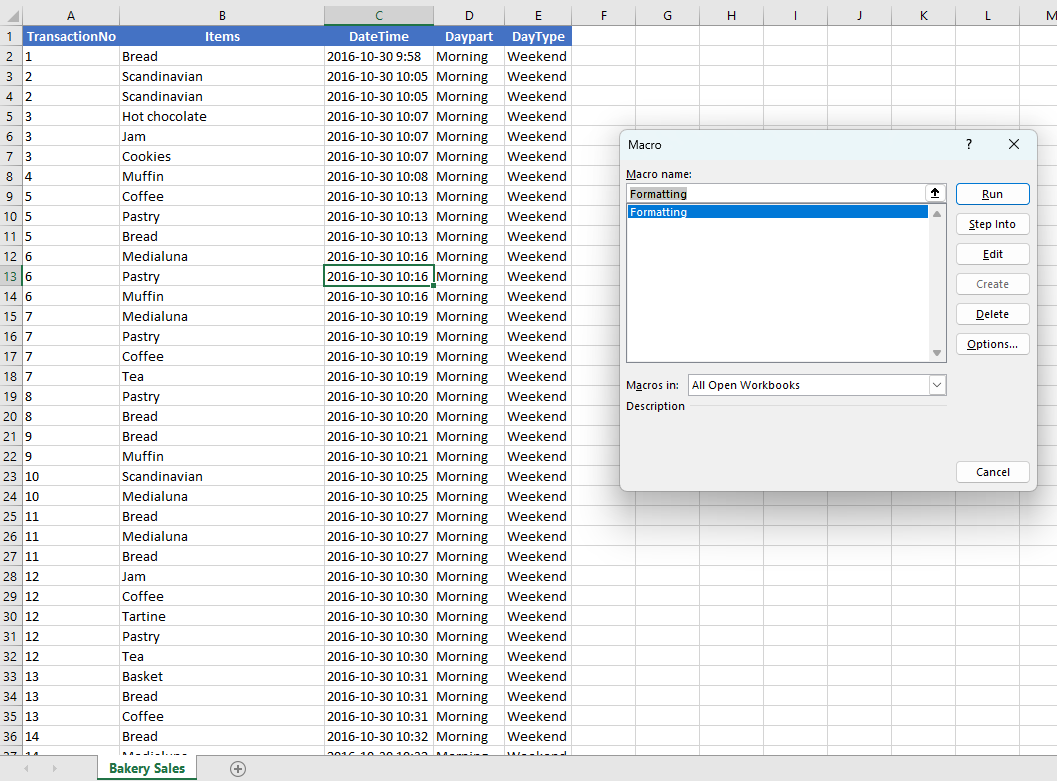 A B C D E F G H I J K L M
1 TransactionNo Items DateTime Daypart DayType
2 1 Bread 2016-10-30 9:58 Morning Weekend
3 2 Scandinavian 2016-10-30 10:05 Morning Weekend
4 2 Scandinavian 2016-10-30 10:05 Morning Weekend
5 3 Hot chocolate 2016-10-30 10:07 Morning Weekend
6 3 Jam 2016-10-30 10:07 Morning Weekend
7 3 Cookies 2016-10-30 10:07 Morning Weekend
8 4 Muffin 2016-10-30 10:08 Morning Weekend
9 5 Coffee 2016-10-30 10:13 Morning Weekend
10 5 Pastry 2016-10-30 10:13 Morning Weekend
11 5 Bread 2016-10-30 10:13 Morning Weekend
12 6 Medialuna 2016-10-30 10:16 Morning Weekend
13 6 Pastry 2016-10-30 10:16 Morning Weekend
14 6 Muffin 2016-10-30 10:16 Morning Weekend
15 7 Medialuna 2016-10-30 10:19 Morning Weekend
16 7 Pastry 2016-10-30 10:19 Morning Weekend
17 7 Coffee 2016-10-30 10:19 Morning Weekend
18 7 Tea 2016-10-30 10:19 Morning Weekend
19 8 Pastry 2016-10-30 10:20 Morning Weekend
20 8 Bread 2016-10-30 10:20 Morning Weekend
21 9 Bread 2016-10-30 10:21 Morning Weekend
22 9 Muffin 2016-10-30 10:21 Morning Weekend
23 10 Scandinavian 2016-10-30 10:25 Morning Weekend
24 10 Medialuna 2016-10-30 10:25 Morning Weekend
25 11 Bread 2016-10-30 10:27 Morning Weekend
26 11 Medialuna 2016-10-30 10:27 Morning Weekend
27 11 Bread 2016-10-30 10:27 Morning Weekend
28 12 Jam 2016-10-30 10:30 Morning Weekend
29 12 Coffee 2016-10-30 10:30 Morning Weekend
30 12 Tartine 2016-10-30 10:30 Morning Weekend
31 12 Pastry 2016-10-30 10:30 Morning Weekend
32 12 Tea 2016-10-30 10:30 Morning Weekend
33 13 Basket 2016-10-30 10:31 Morning Weekend
34 13 Bread 2016-10-30 10:31 Morning Weekend
35 13 Coffee 2016-10-30 10:31 Morning Weekend
36 14 Bread 2016-10-30 10:32 Morning Weekend
Bakery Sales
Macro ?
Macro name:
Formatting
Formatting
Run
Step Into
Edit
Create
Delete
Options...
Macros in: All Open Workbooks
Description
Cancel